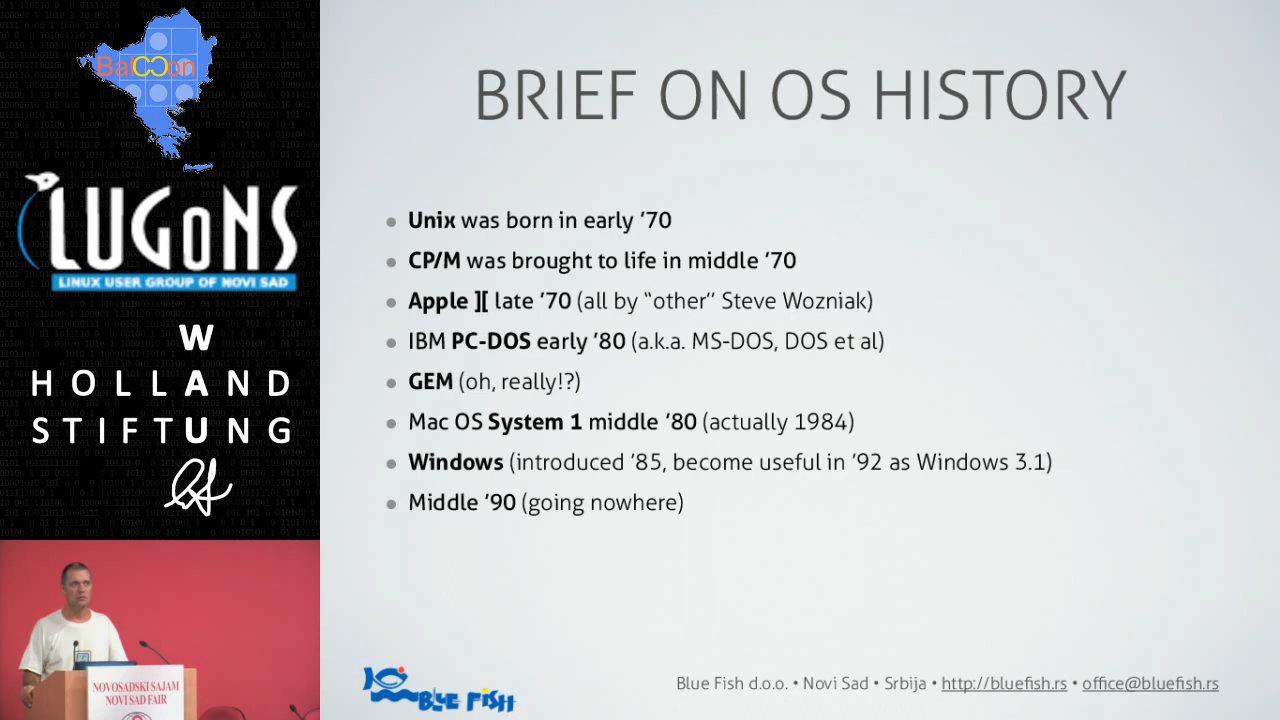 BalCCon
LUGoNS
LINUX USER GROUP OF NOVI SAD
W
HOLLAND
STIFTUNG
NOVOSADSKI SAJAM
NOVI SAD FAIR
BRIEF ON OS HISTORY
Unix was born in early ’70
CP/M was brought to life in middle ’70
Apple ][ late ’70 (all by “other” Steve Wozniak)
IBM PC-DOS early ’80 (a.k.a. MS-DOS, DOS et al)
GEM (oh, really!?)
Mac OS System 1 middle ’80 (actually 1984)
Windows (introduced ’85, become useful in ’92 as Windows 3.1)
Middle ’90 (going nowhere)
BLUE FISH
Blue Fish d.o.o. • Novi Sad • Srbija • http://bluefish.rs • office@bluefish.rs